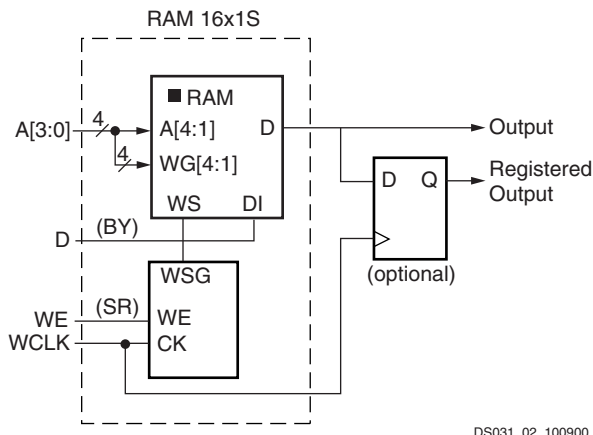 RAM 16x1S
RAM
A[3:0]
4
A[4:1]
D
Output
4
WG[4:1]
D
Q
Registered
Output
WS
DI
D
(BY)
(optional)
WSG
WE
(SR)
WE
WCLK
CK
DS031_02_100900